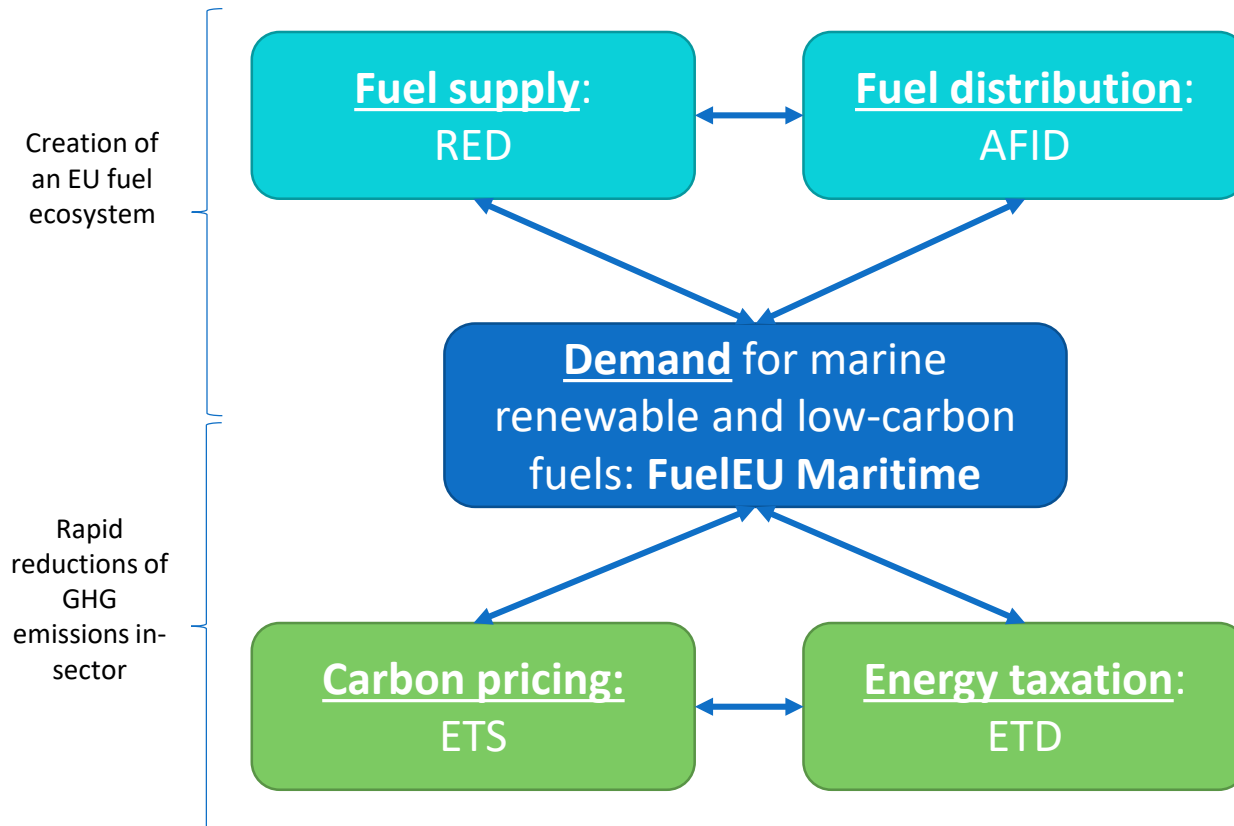 Fuel supply:
RED
Fuel distribution:
AFID
Creation of
an EU fuel
ecosystem
Demand for marine
renewable and low-carbon
fuels: FuelEU Maritime
Rapid
reductions of
GHG
emissions in-
sector
Carbon pricing:
ETS
Energy taxation:
ETD